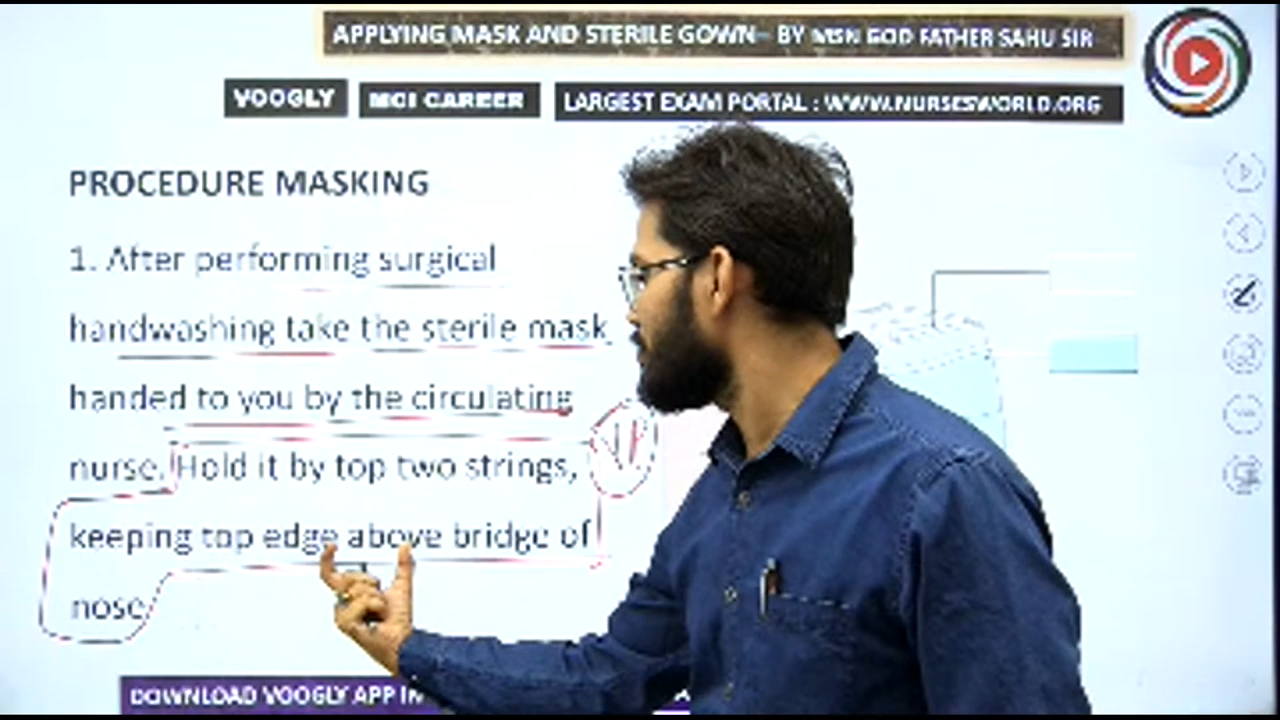 APPLYING MASK AND STERILE GOWN- BY MSN GOD FATHER SAHU SIR
VOOGLY MCI CAREER LARGEST EXAM PORTAL : WWW.NURSESWORLD.ORG
PROCEDURE MASKING
1. After performing surgical
handwashing take the sterile mask
handed to you by the circulating
nurse. Hold it by top two strings,
keeping top edge above bridge of
nose
DOWNLOAD VOOGLY APP